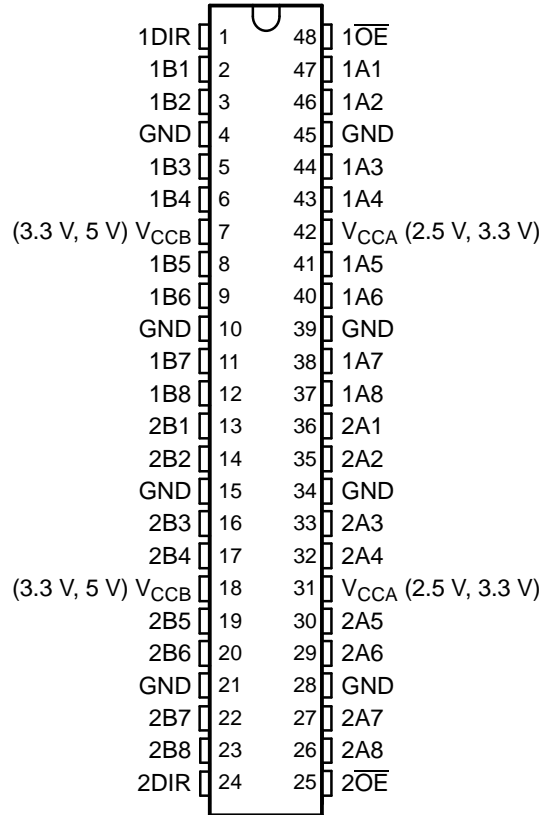 1DIR 1 48 1O̅E̅
1B1 2 47 1A1
1B2 3 46 1A2
GND 4 45 GND
1B3 5 44 1A3
1B4 6 43 1A4
(3.3 V, 5 V) VCCB 7 42 VCCA (2.5 V, 3.3 V)
1B5 8 41 1A5
1B6 9 40 1A6
GND 10 39 GND
1B7 11 38 1A7
1B8 12 37 1A8
2B1 13 36 2A1
2B2 14 35 2A2
GND 15 34 GND
2B3 16 33 2A3
2B4 17 32 2A4
(3.3 V, 5 V) VCCB 18 31 VCCA (2.5 V, 3.3 V)
2B5 19 30 2A5
2B6 20 29 2A6
GND 21 28 GND
2B7 22 27 2A7
2B8 23 26 2A8
2DIR 24 25 2O̅E̅